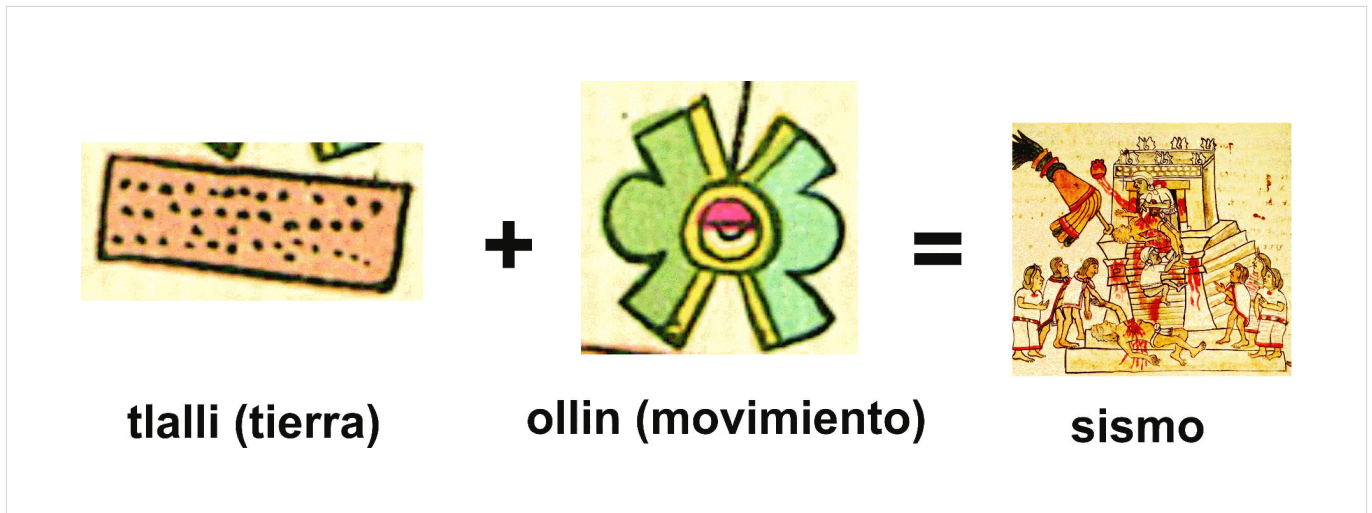 +
=
tlalli (tierra)
ollin (movimiento)
sismo